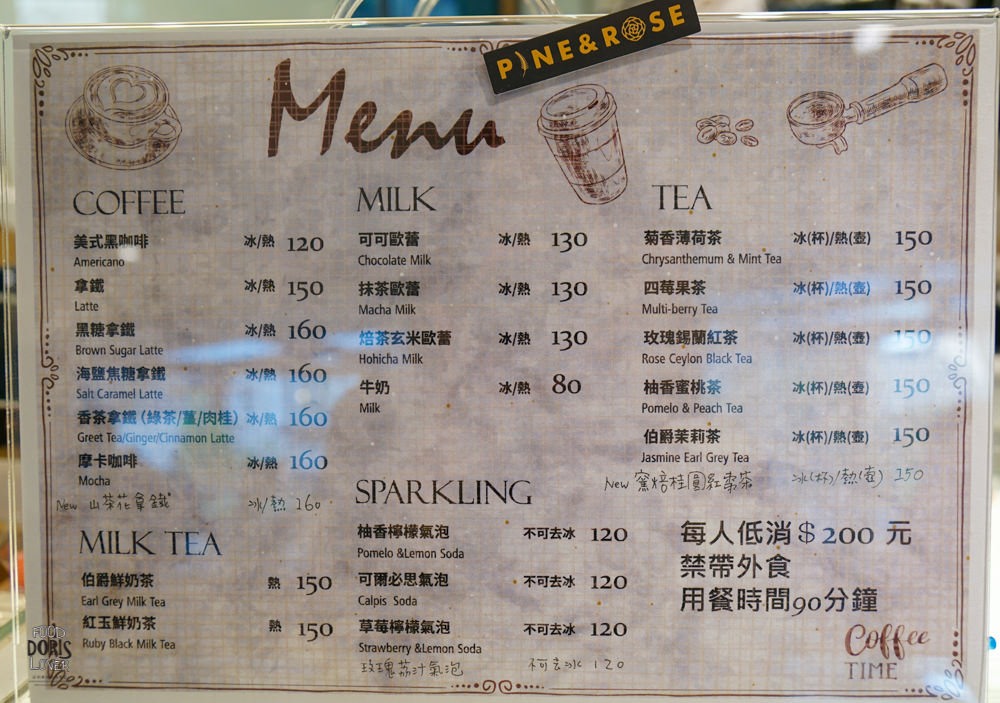 PINE&ROSE
Menu
COFFEE
美式黑咖啡 冰/熱 120
Americano
拿鐵 冰/熱 150
Latte
黑糖拿鐵 冰/熱 160
Brown Sugar Latte
海鹽焦糖拿鐵 冰/熱 160
Salt Caramel Latte
香茶拿鐵(綠茶/薑/肉桂) 冰/熱 160
Greet Tea/Ginger/Cinnamon Latte
摩卡咖啡 冰/熱 160
Mocha
New 山茶花拿鐵 冰/熱 160
MILK TEA
伯爵鮮奶茶 熱 150
Earl Grey Milk Tea
紅玉鮮奶茶 熱 150
Ruby Black Milk Tea
MILK
可可歐蕾 冰/熱 130
Chocolate Milk
抹茶歐蕾 冰/熱 130
Macha Milk
焙茶玄米歐蕾 冰/熱 130
Hohicha Milk
牛奶 冰/熱 80
Milk
SPARKLING
柚香檸檬氣泡 不可去冰 120
Pomelo &Lemon Soda
可爾必思氣泡 不可去冰 120
Calpis Soda
草莓檸檬氣泡 不可去冰 120
Strawberry &Lemon Soda
玫瑰荔汁氣泡 不可去冰 120
TEA
菊香薄荷茶 冰(杯)/熱(壺) 150
Chrysanthemum & Mint Tea
四莓果茶 冰(杯)/熱(壺) 150
Multi-berry Tea
玫瑰錫蘭紅茶 冰(杯)/熱(壺) 150
Rose Ceylon Black Tea
柚香蜜桃茶 冰(杯)/熱(壺) 150
Pomelo & Peach Tea
伯爵茉莉茶 冰(杯)/熱(壺) 150
Jasmine Earl Grey Tea
New 窯焙桂圓紅棗茶 冰(杯)/熱(壺) 150
每人低消$200 元
禁帶外食
用餐時間90分鐘
Coffee
TIME
FOOD
DORIS
LOVER